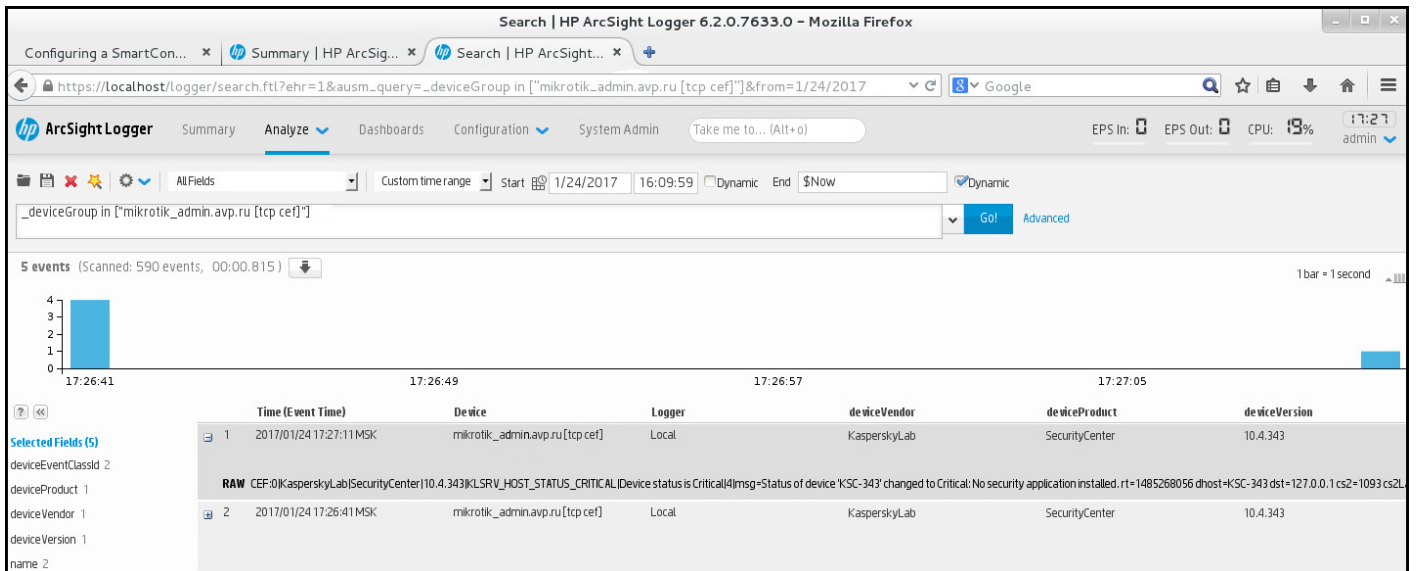 Search | HP ArcSight Logger 6.2.0.7633.0 - Mozilla Firefox
Configuring a SmartCon... Summary | HP ArcSig... Search | HP ArcSight...
https://localhost/logger/search.ftl?ehr=1&ausm_query=_deviceGroup in ["mikrotik_admin.avp.ru [tcp cef]"]&from=1/24/2017 Google
hp ArcSight Logger Summary Analyze Dashboards Configuration System Admin Take me to... (Alt+o) EPS In: 0 EPS Out: 0 CPU: 19% 17:27
admin
All Fields Custom time range Start 1/24/2017 16:09:59 Dynamic End $Now Dynamic
_deviceGroup in ["mikrotik_admin.avp.ru [tcp cef]"] Go! Advanced
5 events (Scanned: 590 events, 00:00.815) 1 bar = 1 second
4
3
2
1
0
17:26:41 17:26:49 17:26:57 17:27:05
? Time (Event Time) Device Logger deviceVendor deviceProduct deviceVersion
Selected Fields (5) 1 2017/01/24 17:27:11 MSK mikrotik_admin.avp.ru [tcp cef] Local KasperskyLab SecurityCenter 10.4.343
deviceEventClassId 2
deviceProduct 1 RAW CEF:0|KasperskyLab|SecurityCenter|10.4.343|KLSRV_HOST_STATUS_CRITICAL|Device status is Critical|4|msg=Status of device 'KSC-343' changed to Critical: No security application installed. rt=1485268056 dhost=KSC-343 dst=127.0.0.1 cs2=1093 cs2L
deviceVendor 1 2 2017/01/24 17:26:41 MSK mikrotik_admin.avp.ru [tcp cef] Local KasperskyLab SecurityCenter 10.4.343
deviceVersion 1
name 2